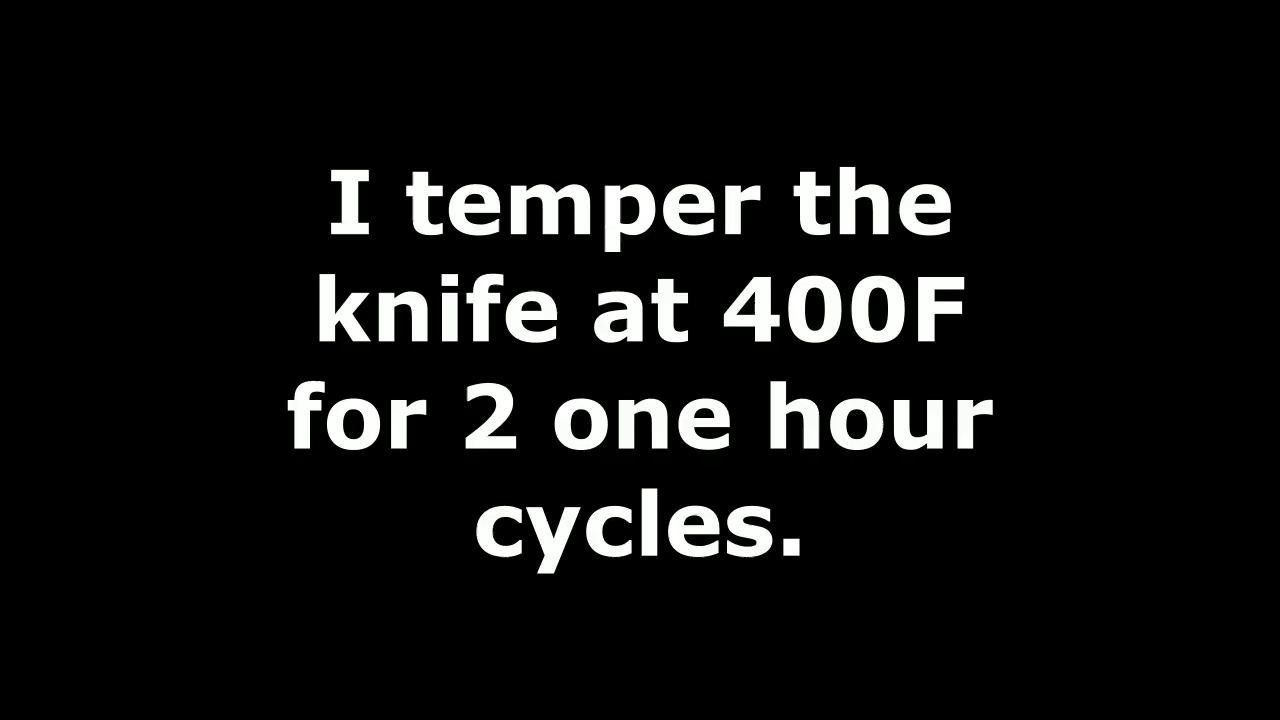 I temper the
knife at 400F
for 2 one hour
cycles.